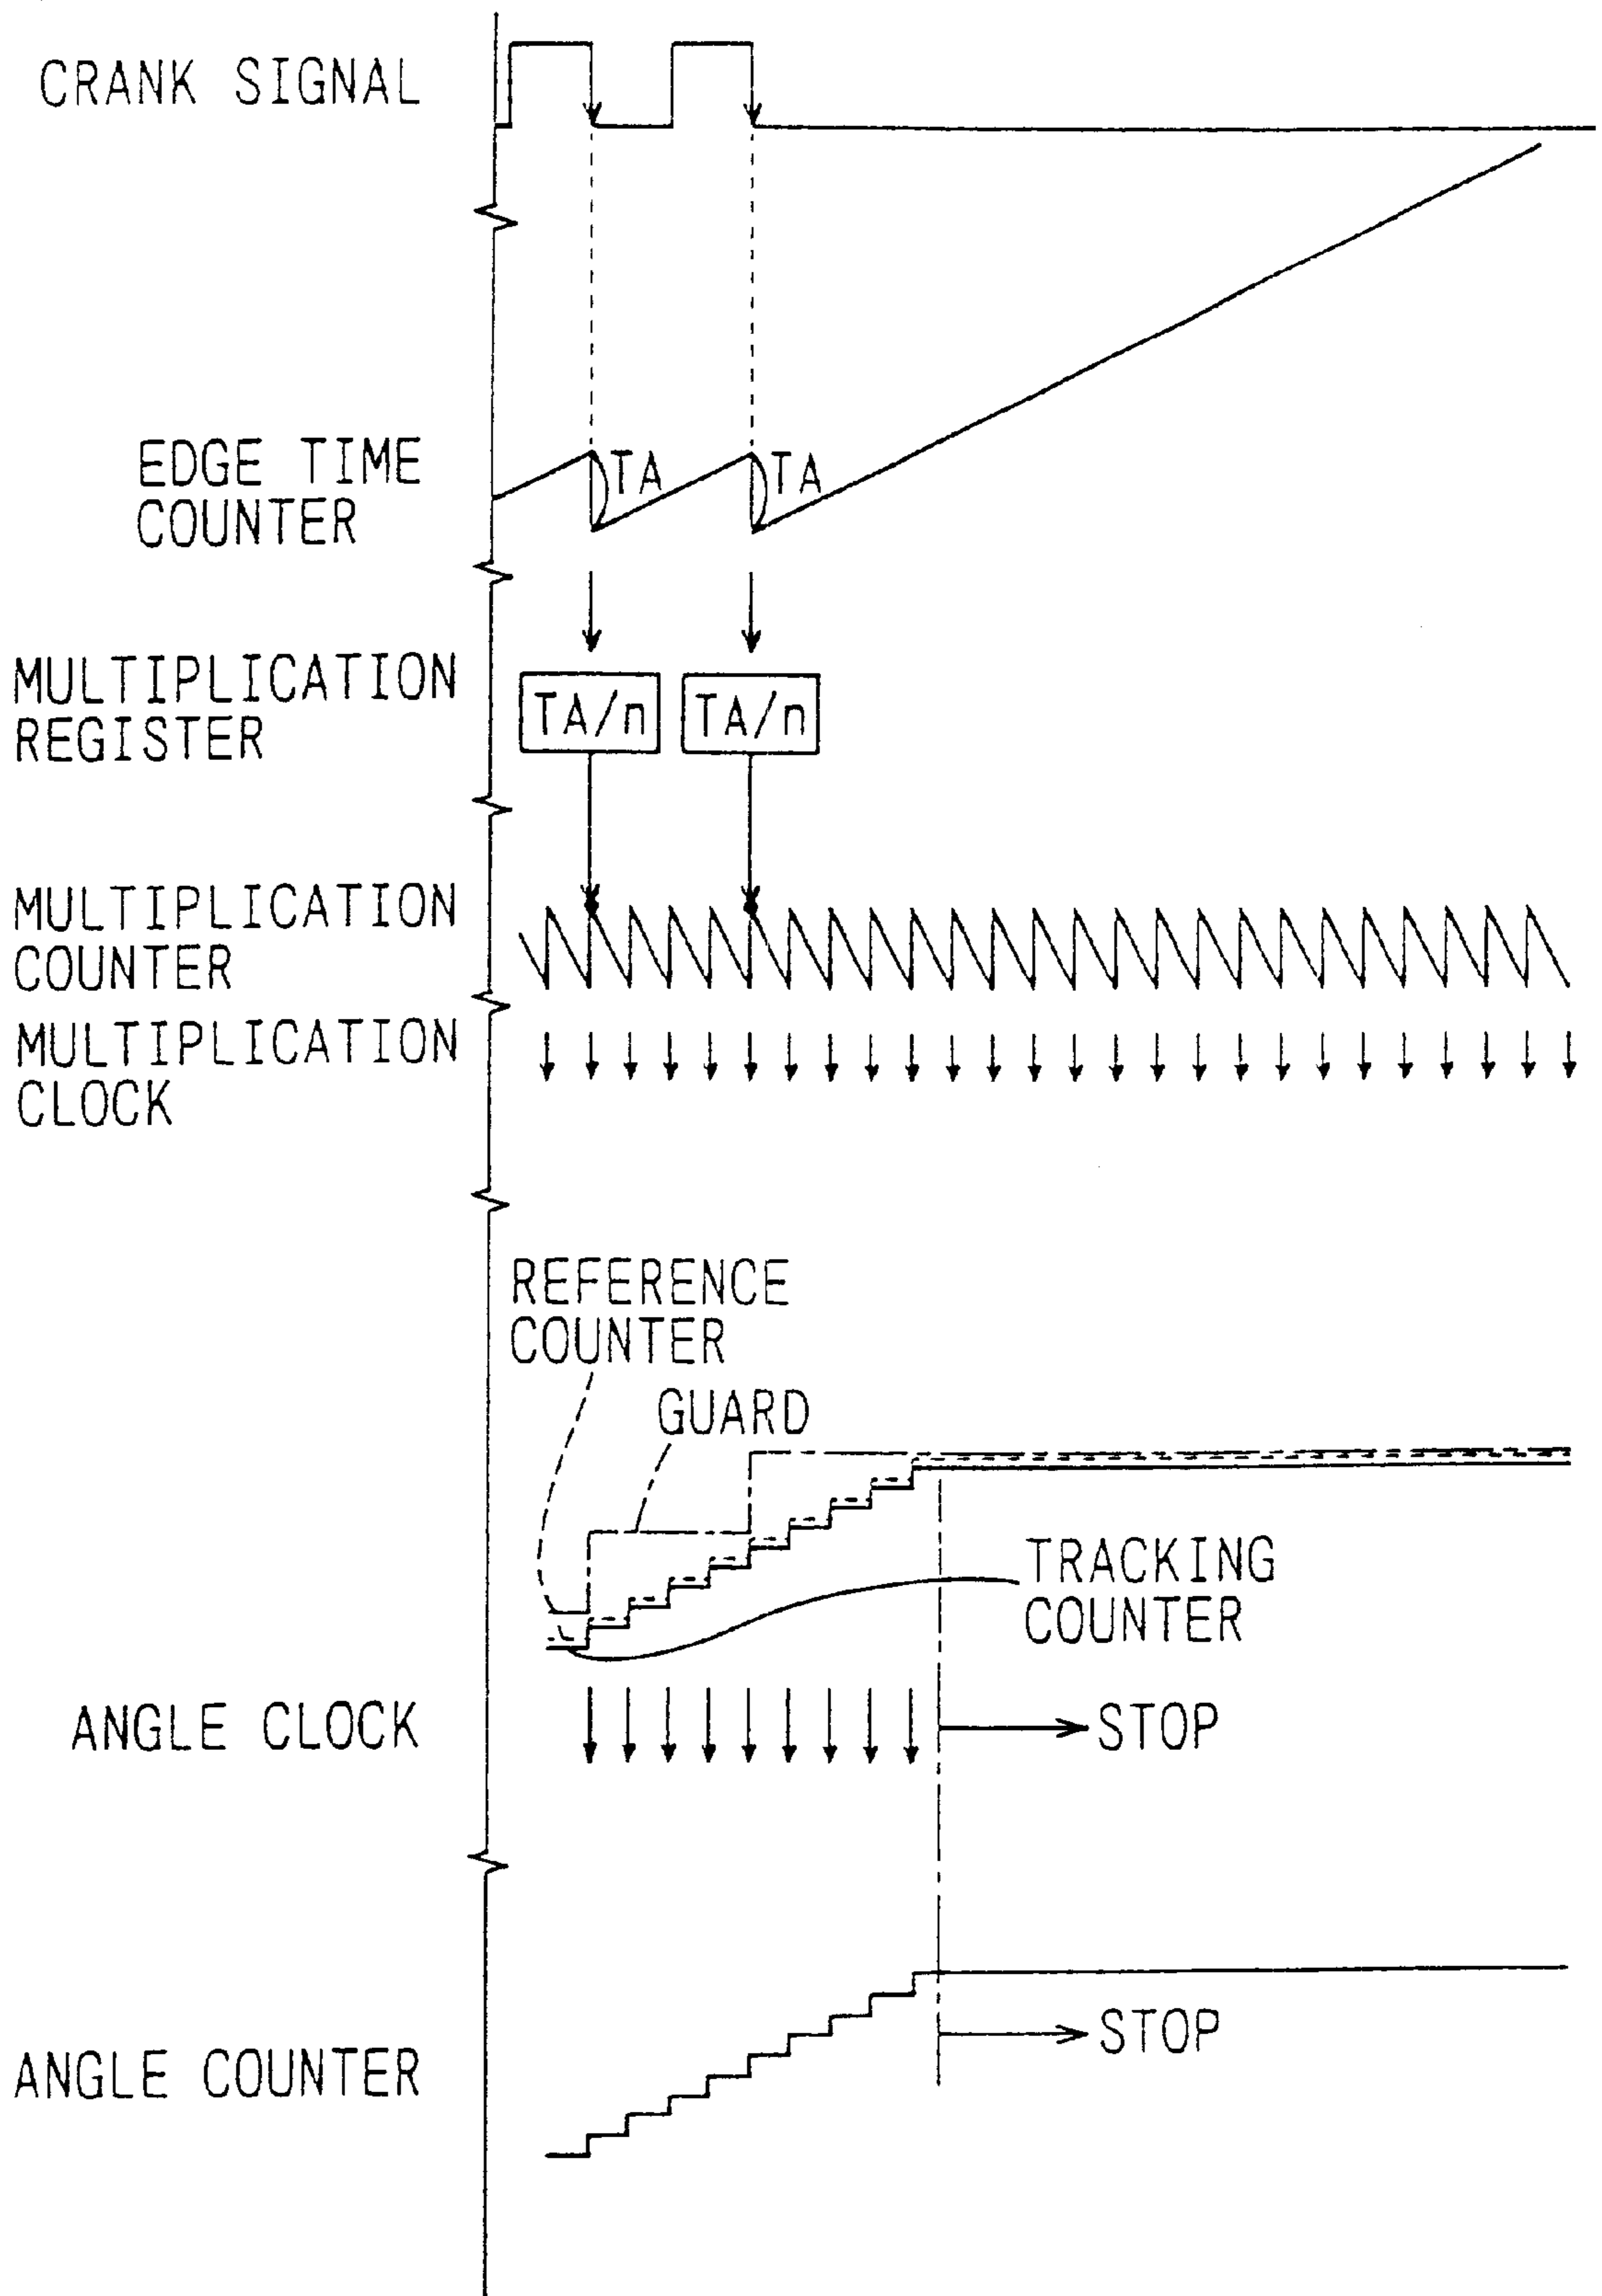 CRANK SIGNAL
EDGE TIME
COUNTER
TA
TA
MULTIPLICATION
REGISTER
TA/n
TA/n
MULTIPLICATION
COUNTER
MULTIPLICATION
CLOCK
REFERENCE
COUNTER
GUARD
TRACKING
COUNTER
ANGLE CLOCK
STOP
ANGLE COUNTER
STOP